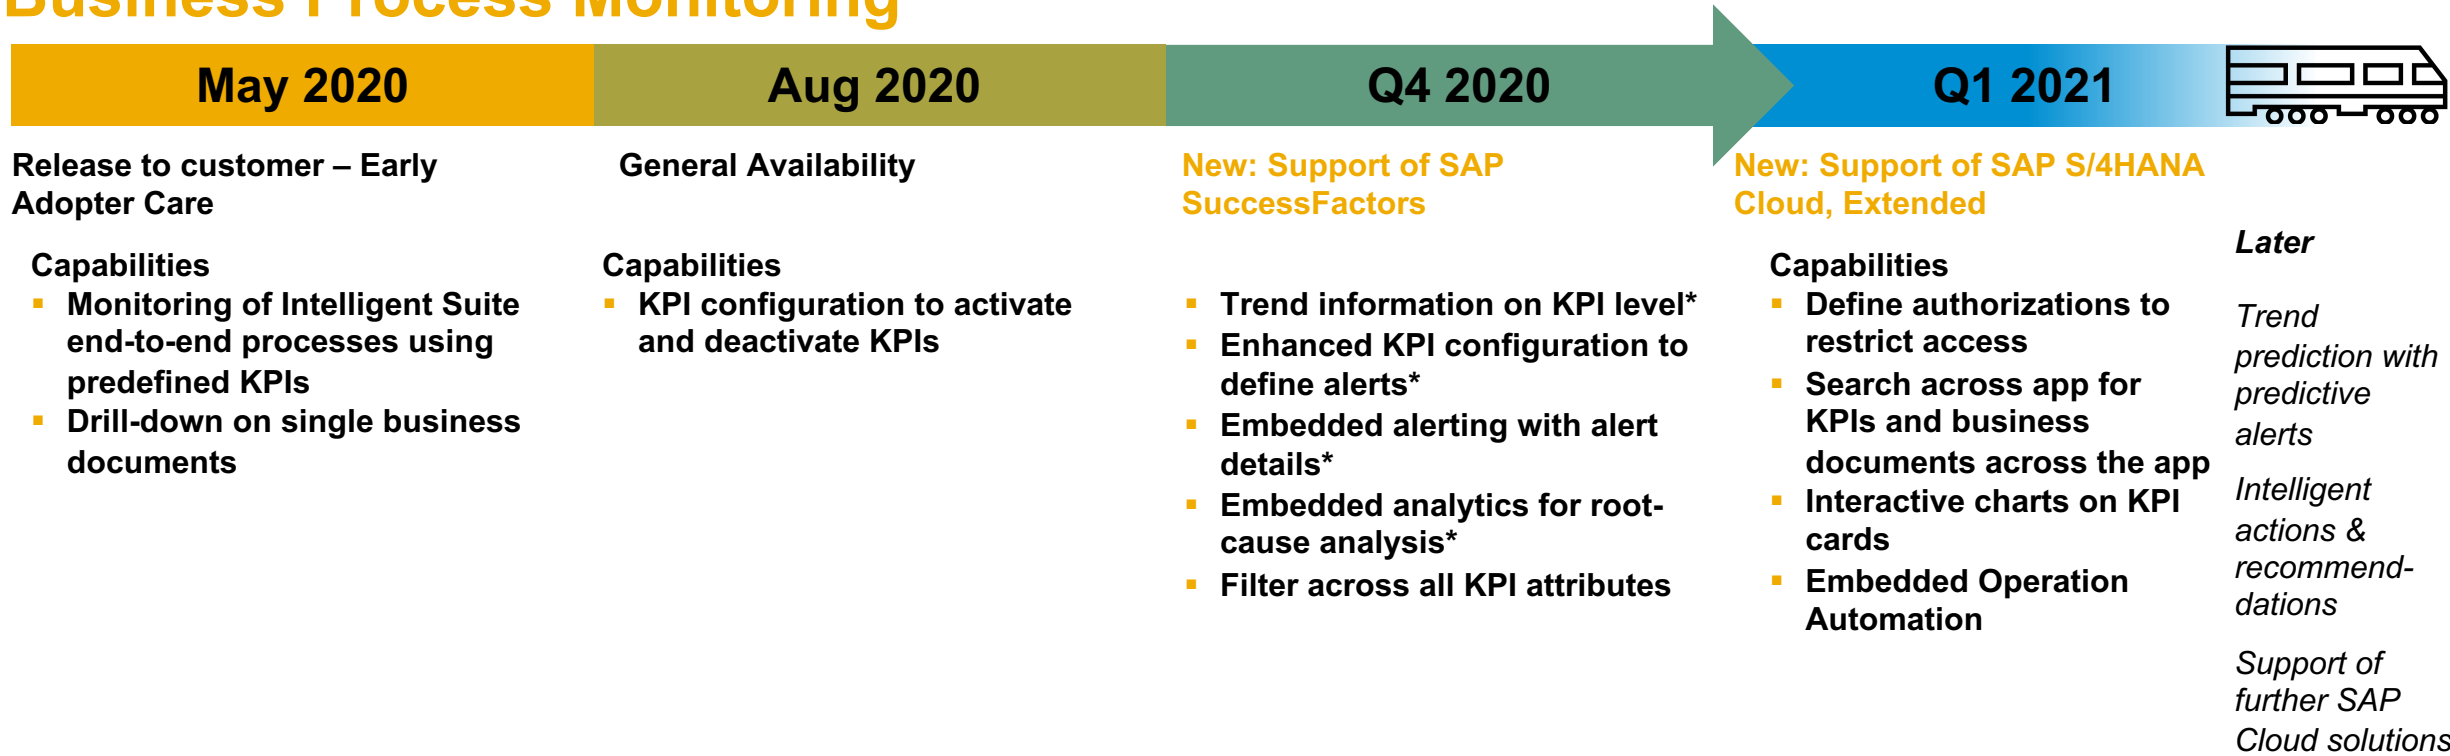 Business Process Monitoring
May 2020
Aug 2020
Q4 2020
Q1 2021
Release to customer – Early
Adopter Care
Capabilities
▪ Monitoring of Intelligent Suite
end-to-end processes using
predefined KPIs
▪ Drill-down on single business
documents
General Availability
Capabilities
▪ KPI configuration to activate
and deactivate KPIs
New: Support of SAP
SuccessFactors
▪ Trend information on KPI level*
▪ Enhanced KPI configuration to
define alerts*
▪ Embedded alerting with alert
details*
▪ Embedded analytics for root-
cause analysis*
▪ Filter across all KPI attributes
New: Support of SAP S/4HANA
Cloud, Extended
Capabilities
▪ Define authorizations to
restrict access
▪ Search across app for
KPIs and business
documents across the app
▪ Interactive charts on KPI
cards
▪ Embedded Operation
Automation
Later
Trend
prediction with
predictive
alerts
Intelligent
actions &
recommend-
dations
Support of
further SAP
Cloud solutions